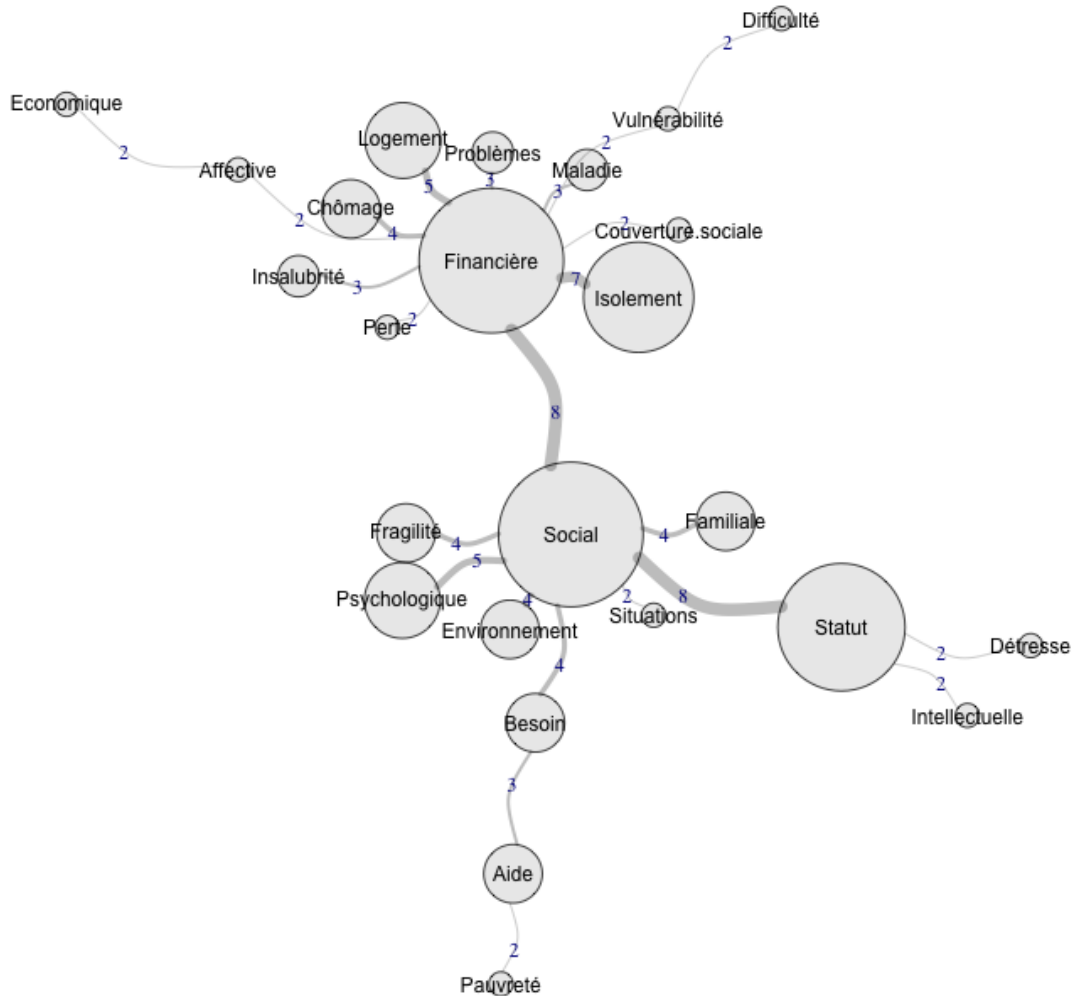 Difficulté
2
Economique
Vulnérabilité
Logement
2
2
Problèmes
Affective
Maladie
5
3
3
Chômage
2
2
Couverture.sociale
4
Financière
Insalubrité
7
3
Isolement
Perte
2
8
Fragilité
Social
Familiale
4
4
5
Psychologique
4
2
8
Situations
Environnement
Statut
Détresse
2
4
2
Intellectuelle
Besoin
3
Aide
2
Pauvreté